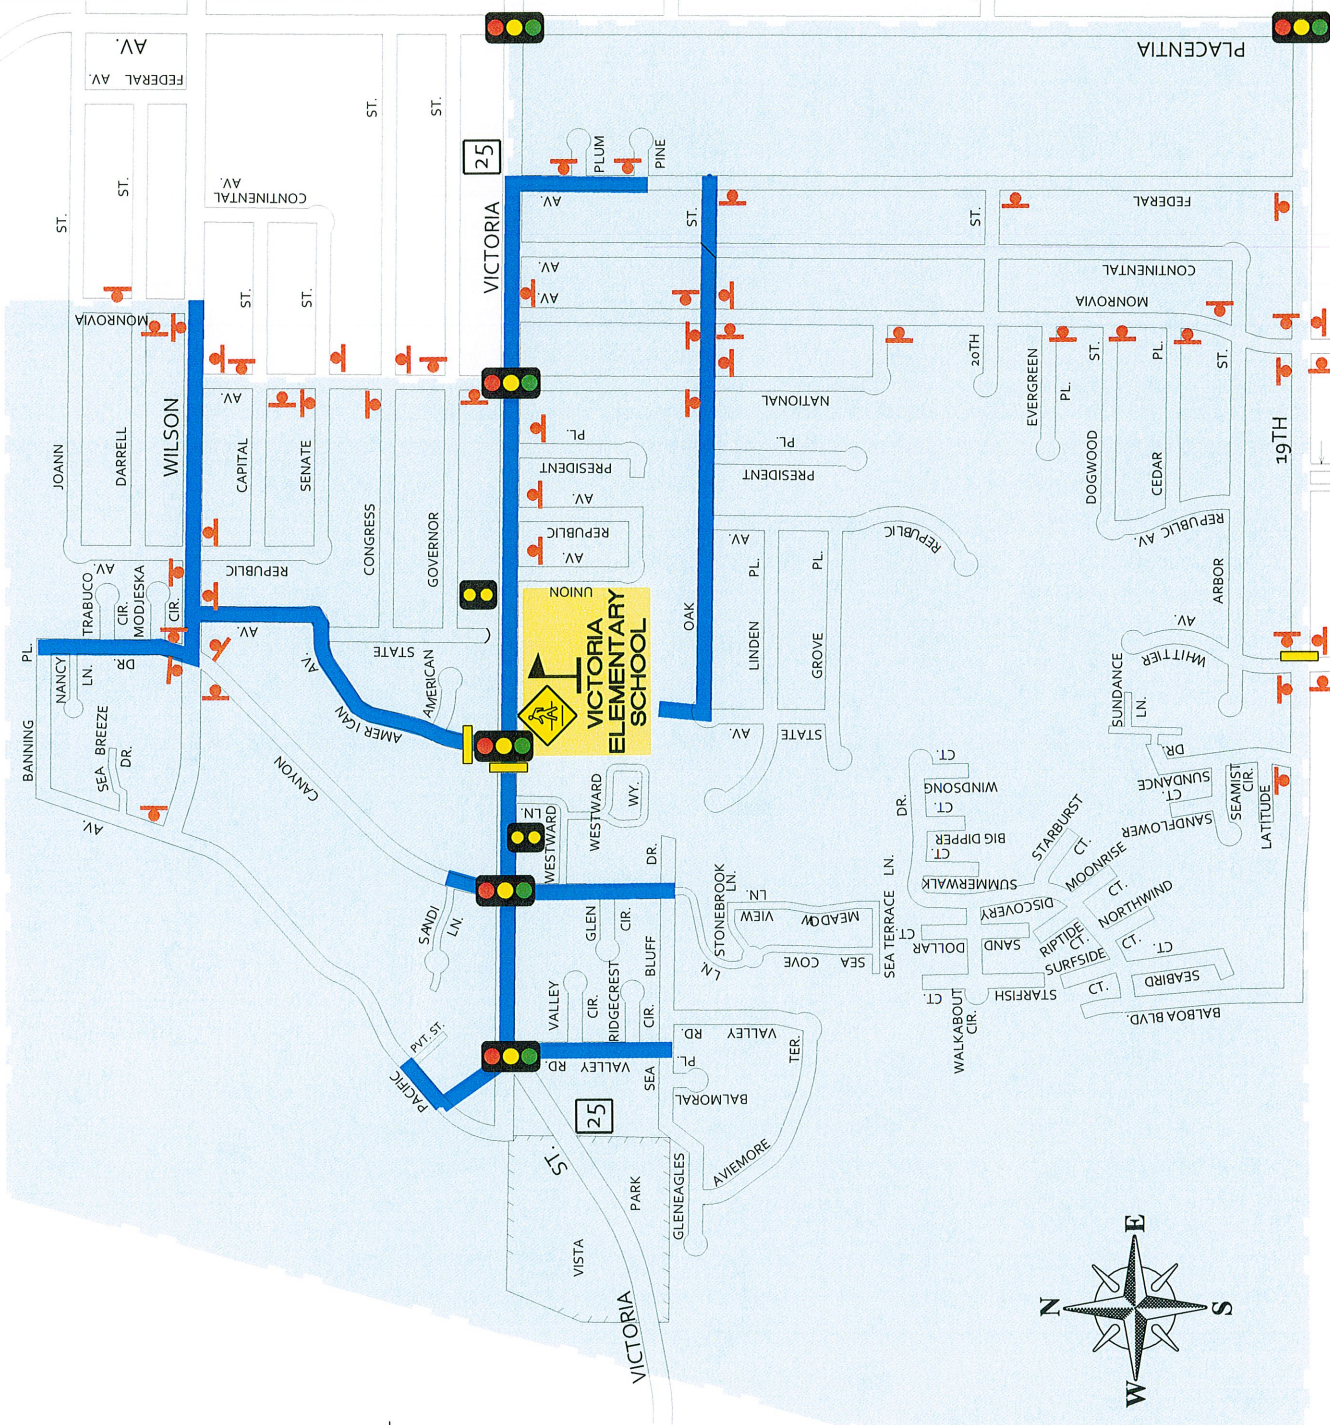 AV.
FEDERAL AV.
ST.
ST.
ST.
ST.
ST.
CONTINENTAL
AV.
25
VICTORIA
PLUM
PINE
PLACENTIA
AV.
ST.
ST.
FEDERAL
AV.
AV.
CONTINENTAL
MONROVIA
MONROVIA
ST.
ST.
JOANN
DARRELL
WILSON
AV.
CAPITAL
SENATE
CONGRESS
GOVERNOR
PL.
PRESIDENT
AV.
REPUBLIC
AV.
UNION
NATIONAL
PL.
PRESIDENT
20TH
EVERGREEN
PL.
ST.
PL.
ST.
DOGWOOD
CEDAR
19TH
REPUBLIC
AV.
TRABUCO
CIR.
MODJESKA
CIR.
REPUBLIC
AV.
STATE
AV.
AMERICAN
AMERICAN
AV.
VICTORIA
ELEMENTARY
SCHOOL
OAK
AV.
LINDEN
PL.
GROVE
PL.
REPUBLIC
REPUBLIC AV.
ARBOR
AV.
WHITTIER
PL.
NANCY
LN.
DR.
BANNING
SEA BREEZE
DR.
AV.
CANYON
AV.
STATE
SUNDANCE
LN.
DR.
SUNDANCE
CT.
SANDFLOWER
SEAMIST
CIR.
LATITUDE
LN.
WESTWARD
WESTWARD
WY.
DR.
CT.
WINDSONG
CT.
BIG DIPPER
CT.
SUMMERWALK
DR.
STARBURST
CT.
MOONRISE
CT.
NORTHWIND
CT.
DISCOVERY
SANDI
LN.
GLEN
CIR.
BLUFF
STONEBROOK
LN.
LN.
VIEW
MEADOW
LN.
COVE
SEA
SEA TERRACE LN.
CT.
DOLLAR
SAND
RIPTIDE
CT.
SURFSIDE
CT.
CT.
SEABIRD
CT.
STARFISH
WALKABOUT
CIR.
BALBOA BLVD.
PVT. ST.
PACIFIC
VALLEY
CIR.
RIDGECREST
CIR.
RD
VALLEY
SEA
RD
VALLEY
TER.
PL.
BALMORAL
AVIEMORE
GLENEAGLES
25
ST.
VISTA
PARK
VICTORIA
N
E
S
W